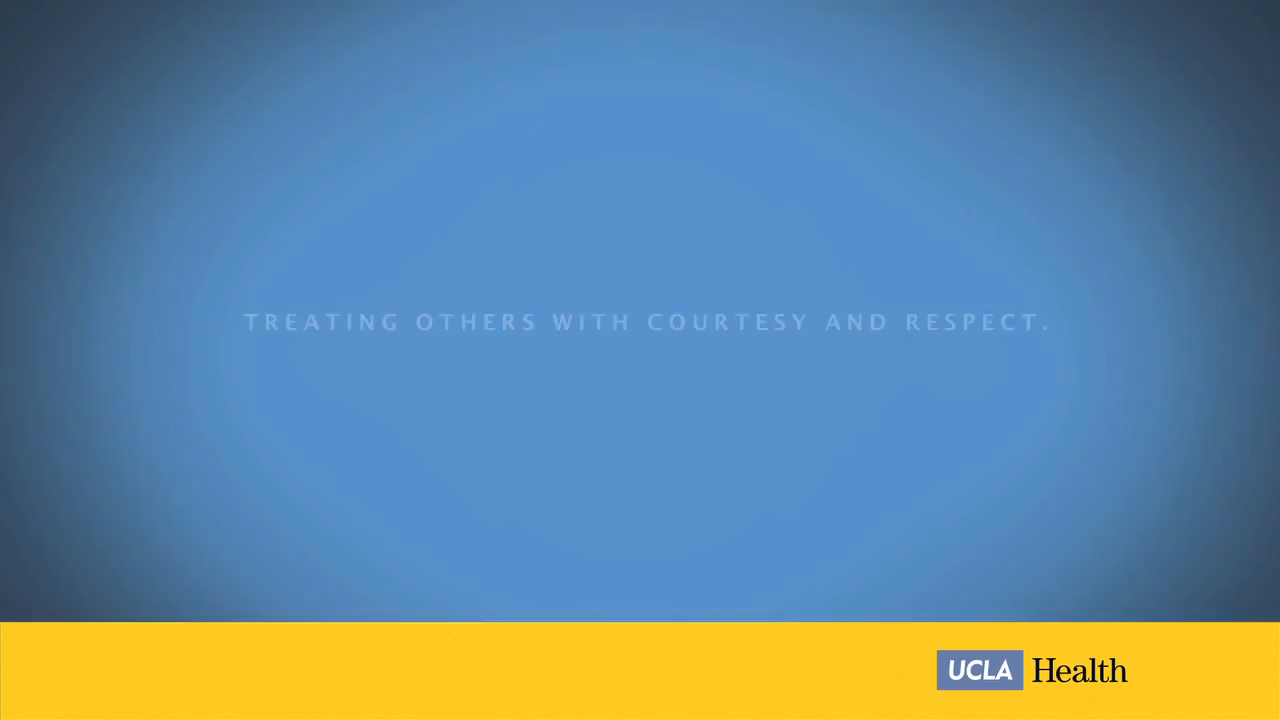 TREATING OTHERS WITH COURTESY AND RESPECT.
UCLA Health